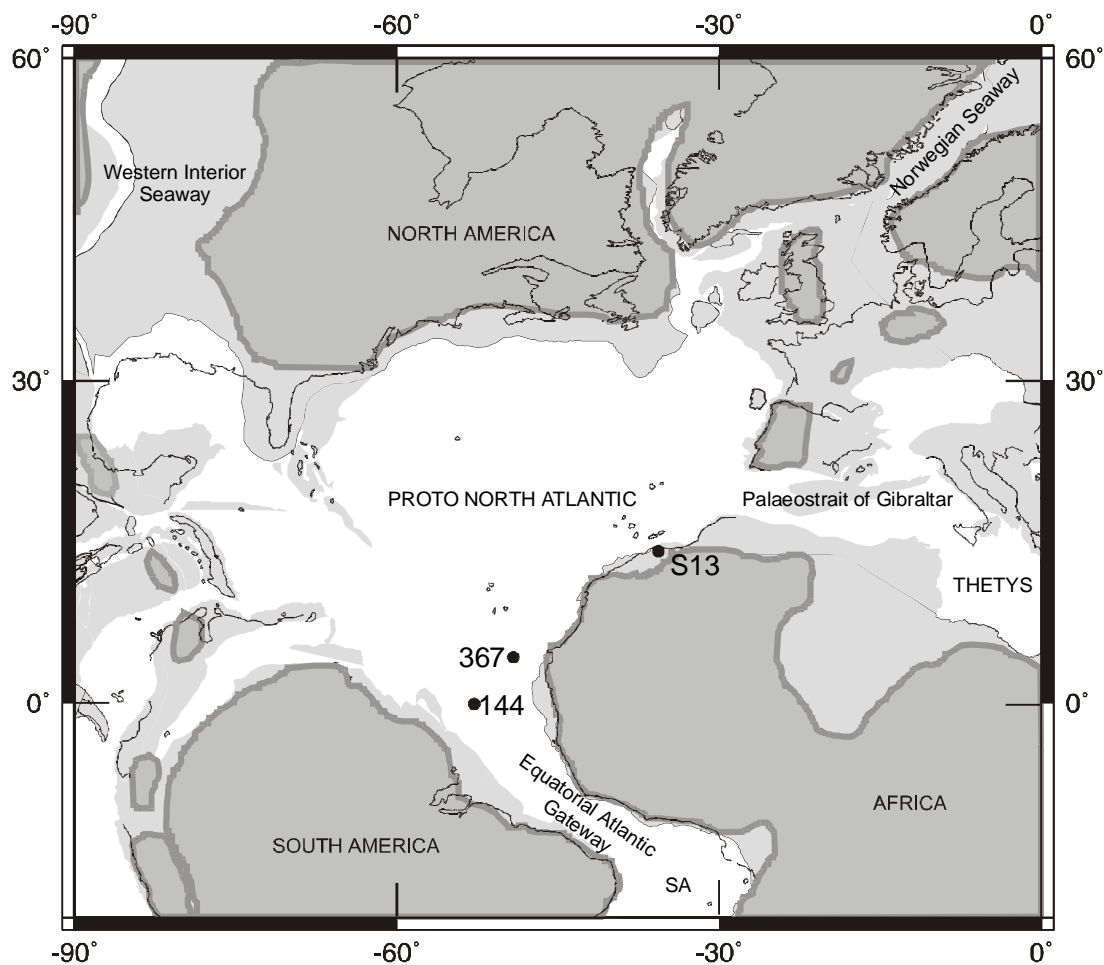 -90° -60° -30° 0°
60° 60°
Norwegian Seaway
Western Interior
Seaway
NORTH AMERICA
30° 30°
PROTO NORTH ATLANTIC
Palaeostrait of Gibraltar
S13
THETYS
367
0° 144 0°
Equatorial Atlantic
Gateway
AFRICA
SOUTH AMERICA
SA
-90° -60° -30° 0°